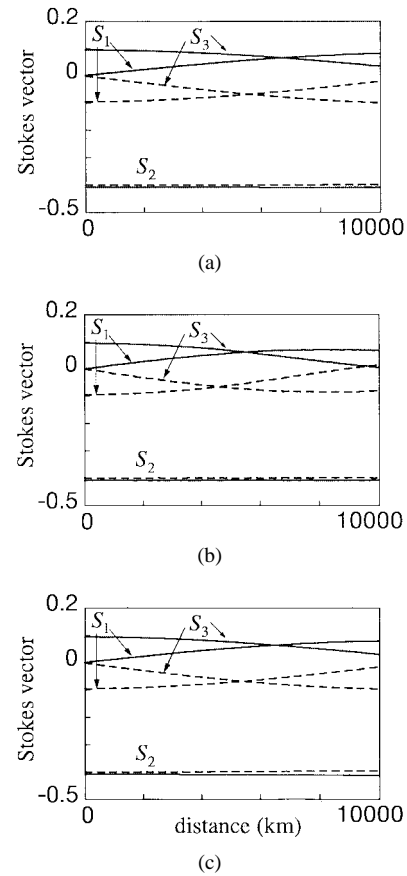 0.2
S1
S3
0
Stokes vector
S2
-0.5
0
10000
(a)
0.2
S1
S3
0
Stokes vector
S2
-0.5
0
10000
(b)
0.2
S1
S3
0
Stokes vector
S2
-0.5
0
distance (km)
10000
(c)